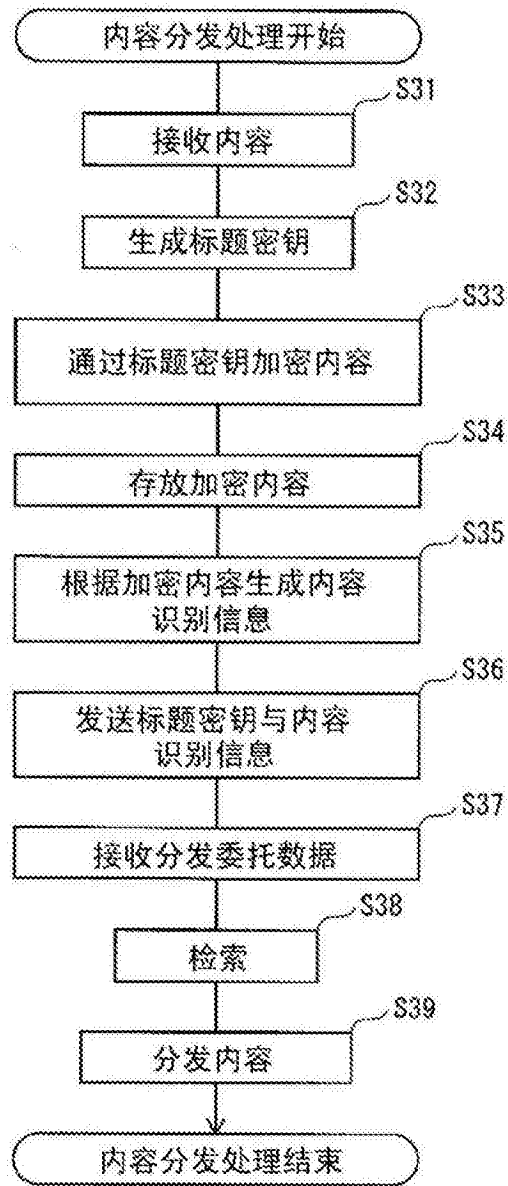 内容分发处理开始
S31
接收内容
S32
生成标题密钥
S33
通过标题密钥加密内容
S34
存放加密内容
S35
根据加密内容生成内容
识别信息
S36
发送标题密钥与内容
识别信息
S37
接收分发委托数据
S38
检索
S39
分发内容
内容分发处理结束